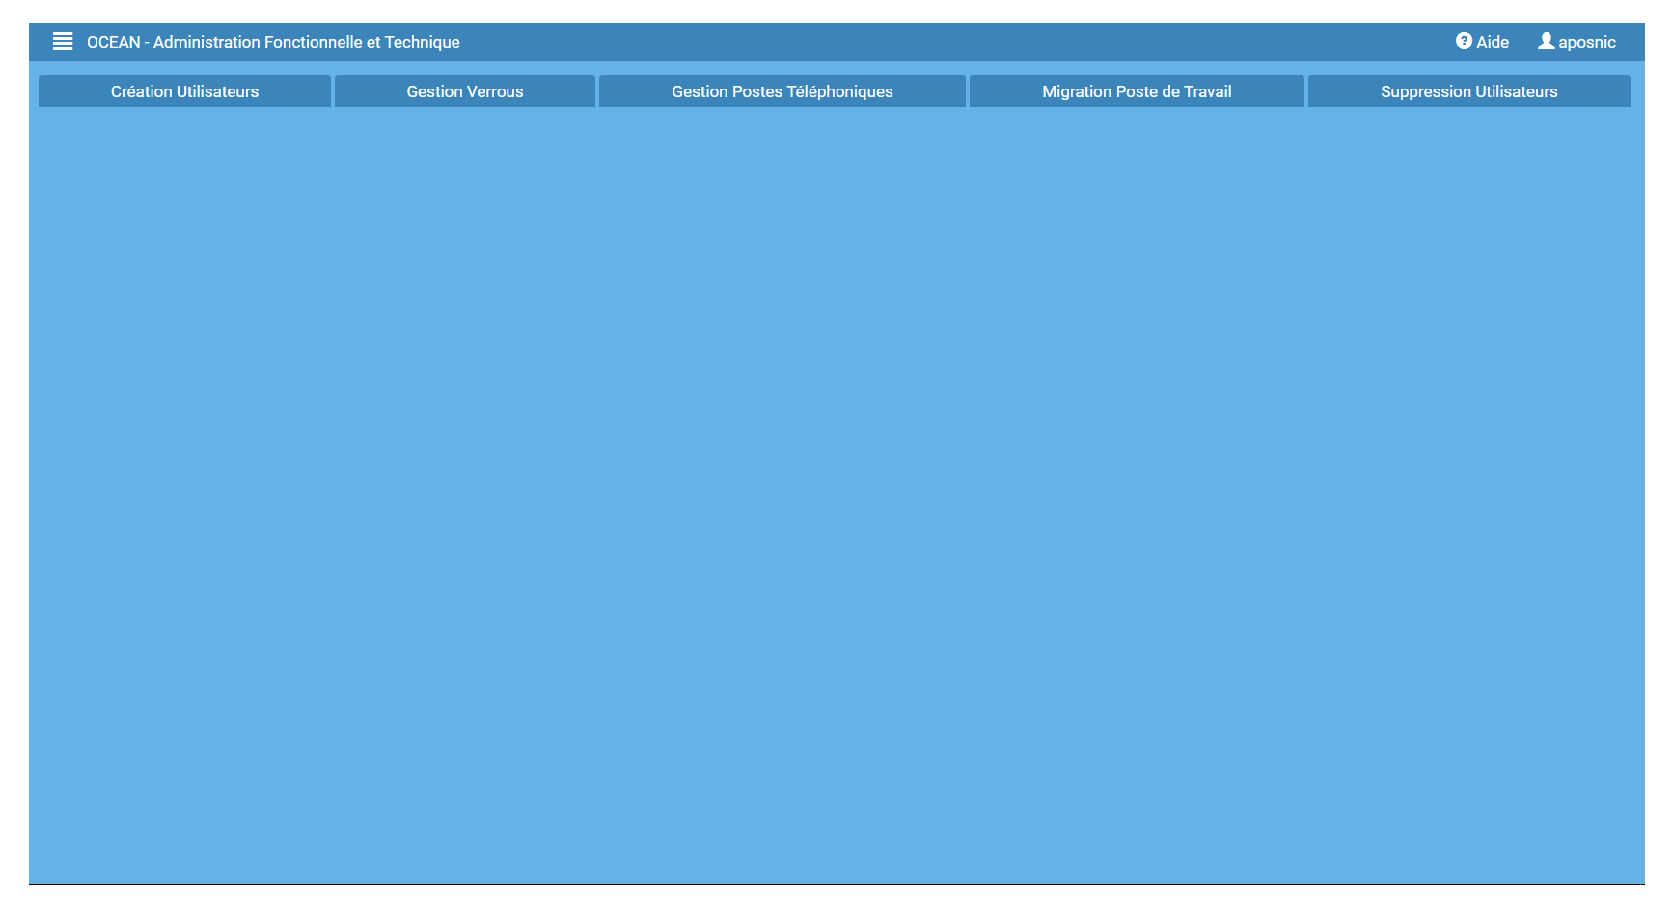 OCEAN - Administration Fonctionnelle et Technique Aide aposnic
Création Utilisateurs Gestion Verrous Gestion Postes Téléphoniques Migration Poste de Travail Suppression Utilisateurs